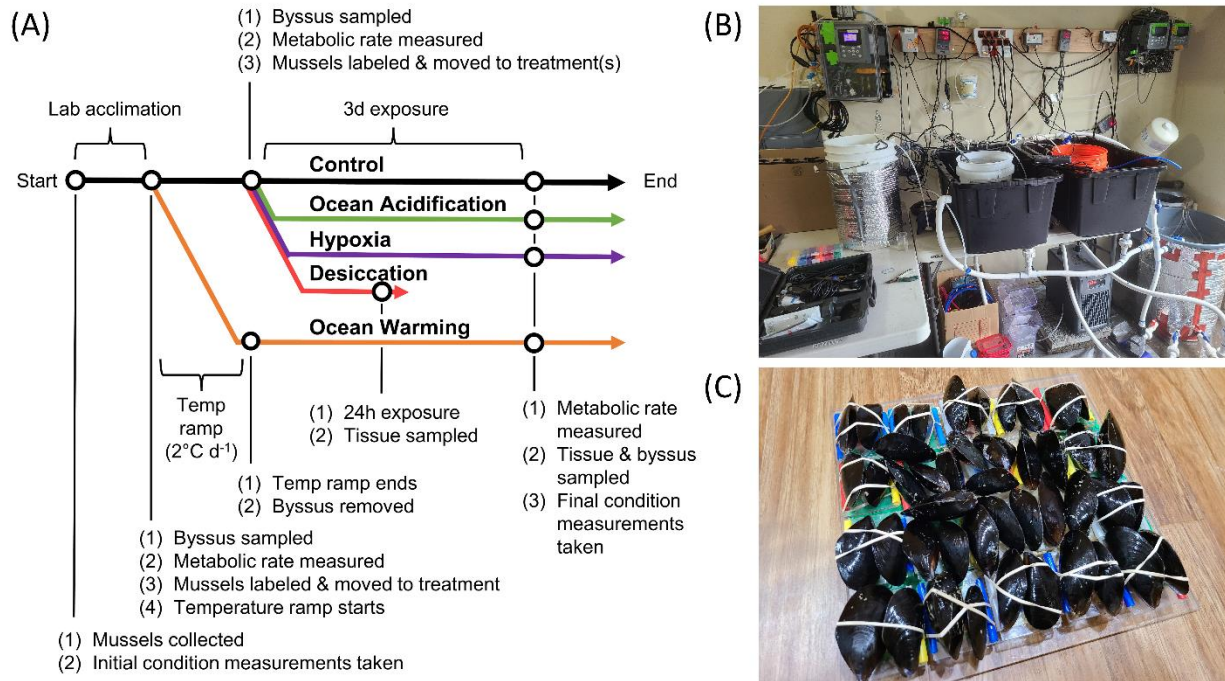 (A)
(1) Byssus sampled
(2) Metabolic rate measured
(3) Mussels labeled & moved to treatment(s)
Lab acclimation
3d exposure
Start
Control
End
Ocean Acidification
Hypoxia
Desiccation
Ocean Warming
Temp
ramp
(2°C d⁻¹)
(1) 24h exposure
(2) Tissue sampled
(1) Metabolic rate
measured
(2) Tissue & byssus
sampled
(3) Final condition
measurements
taken
(1) Temp ramp ends
(2) Byssus removed
(1) Byssus sampled
(2) Metabolic rate measured
(3) Mussels labeled & moved to treatment
(4) Temperature ramp starts
(1) Mussels collected
(2) Initial condition measurements taken
(B)
(C)